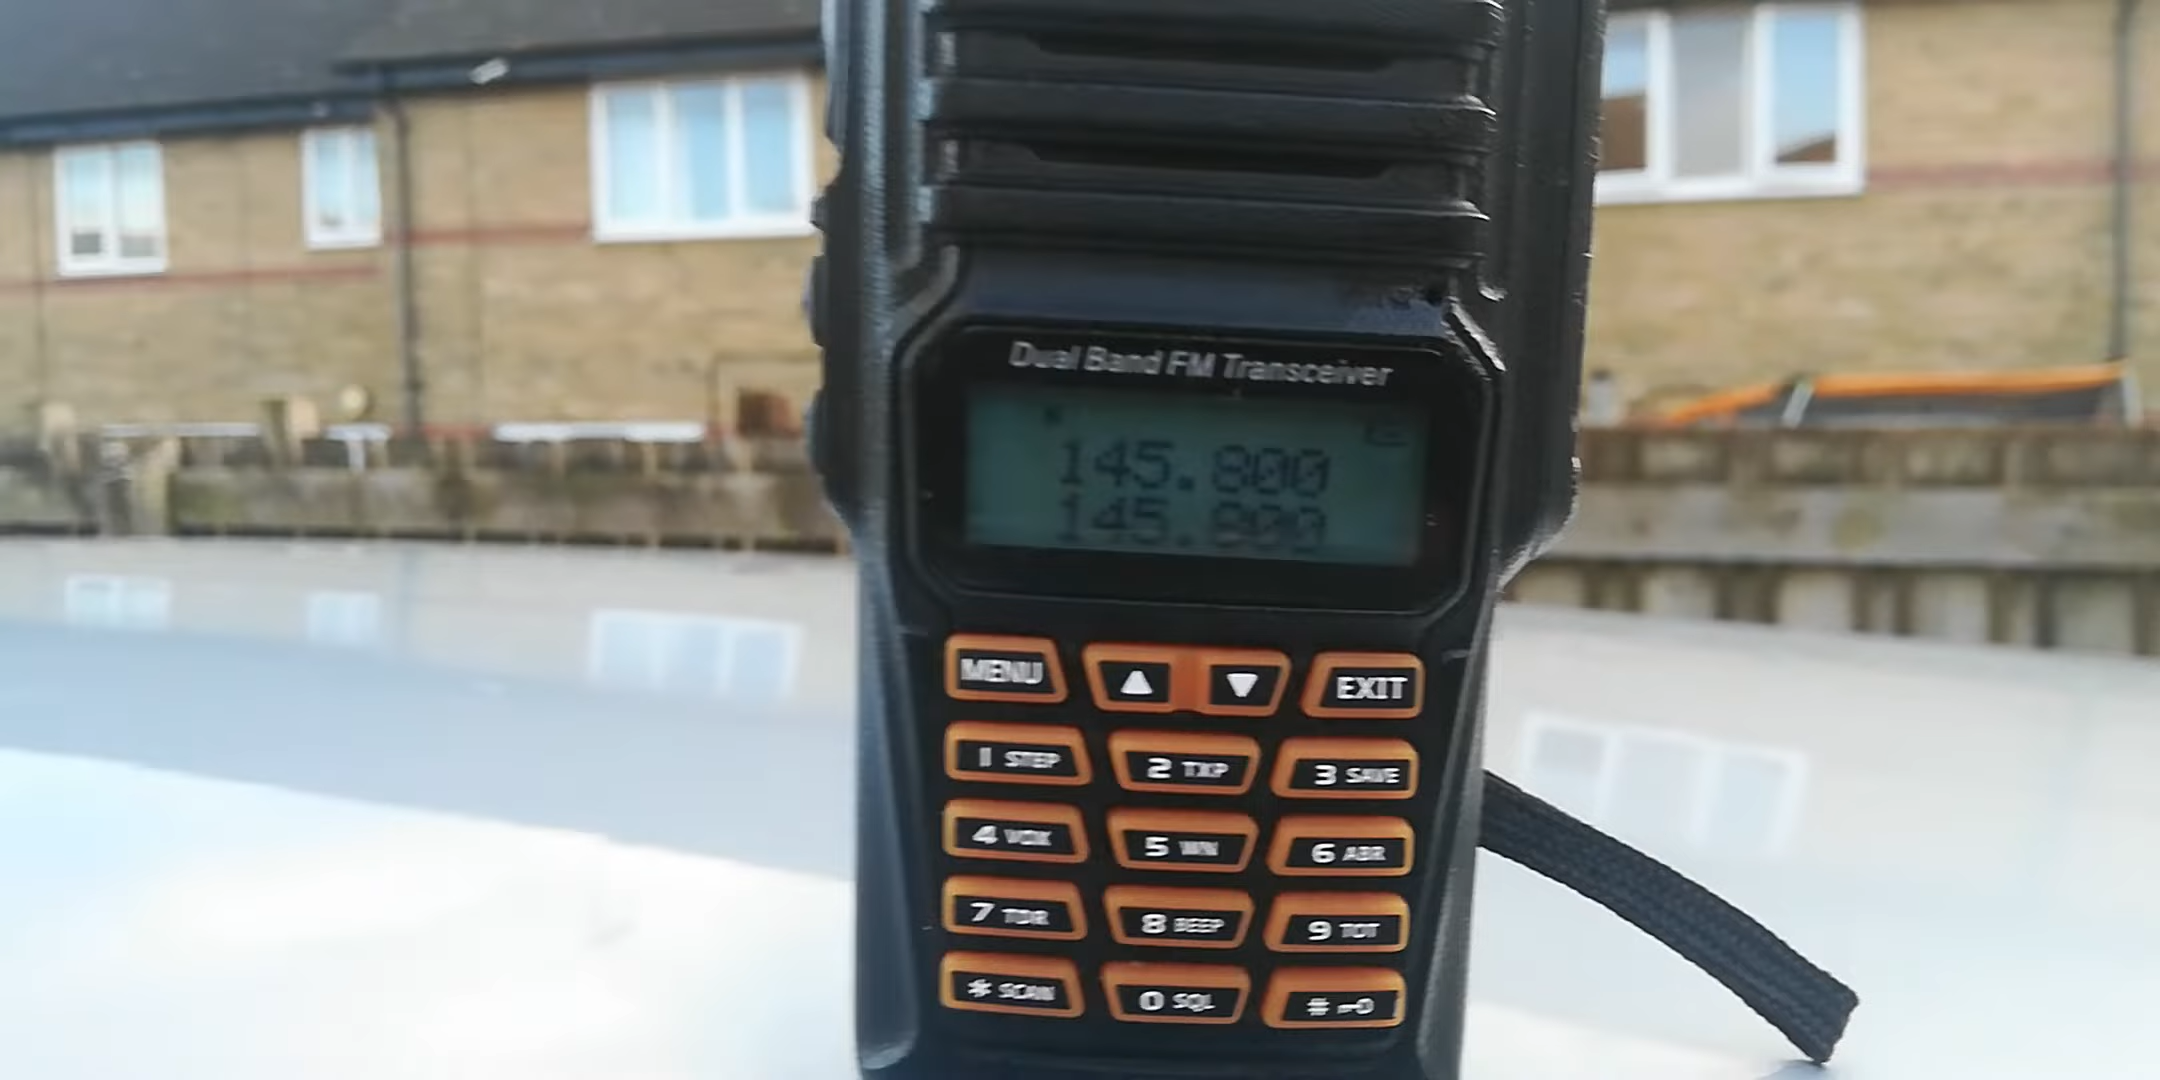 Dual Band FM Transceiver
145.800
145.800
MENU ▲ ▼ EXIT
1 STEP 2 TXP 3 SAVE
4 VOX 5 WN 6 ABR
7 TDR 8 BEEP 9 TOT
* SCAN 0 SQL #